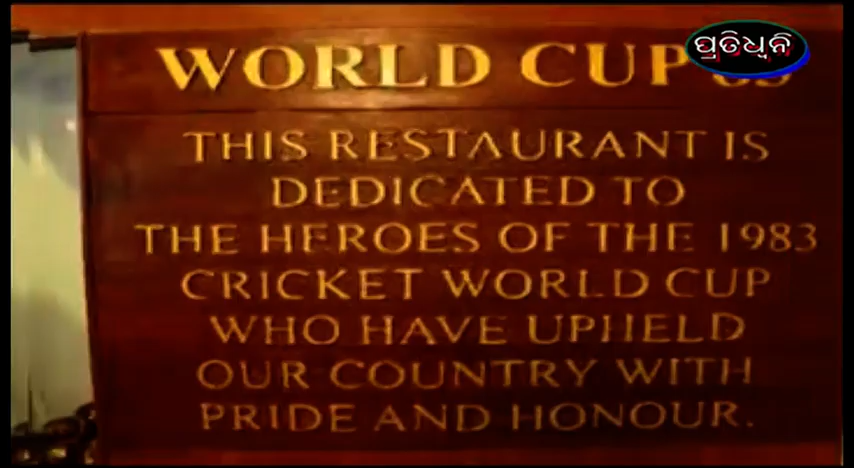 WORLD CUP 83
ପ୍ରତିଧ୍ୱନି
THIS RESTAURANT IS
DEDICATED TO
THE HEROES OF THE 1983
CRICKET WORLD CUP
WHO HAVE UPHELD
OUR COUNTRY WITH
PRIDE AND HONOUR.